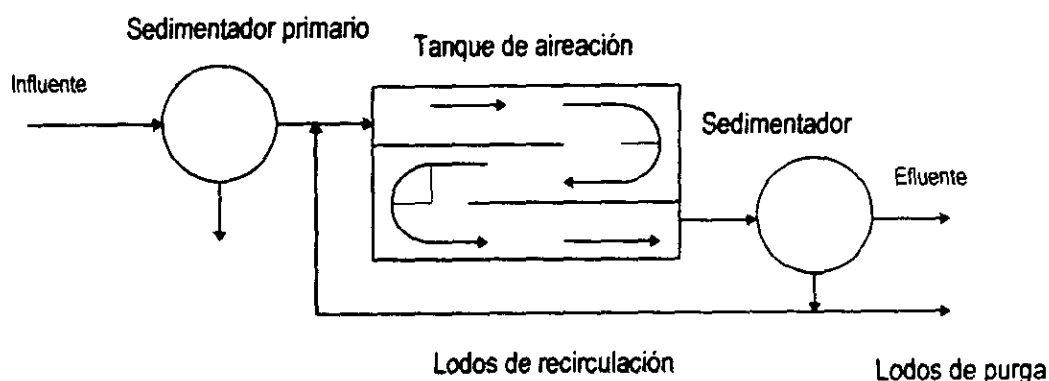 Sedimentador primario
Tanque de aireación
Influente
Sedimentador
Efluente
Lodos de recirculación
Lodos de purga